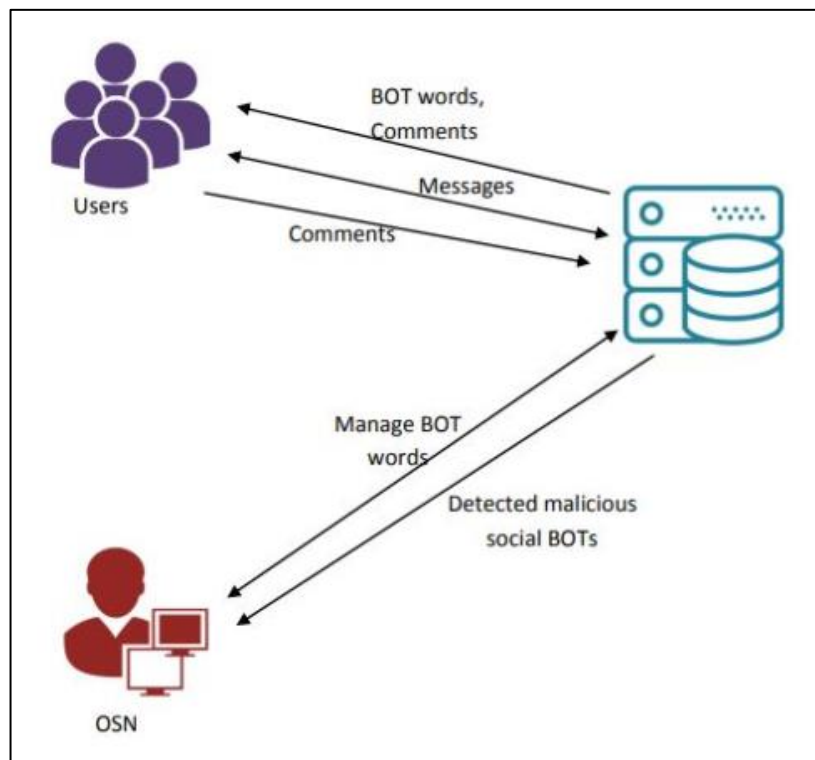 BOT words,
Comments
Messages
Users
Comments
Manage BOT
words
Detected malicious
social BOTs
OSN